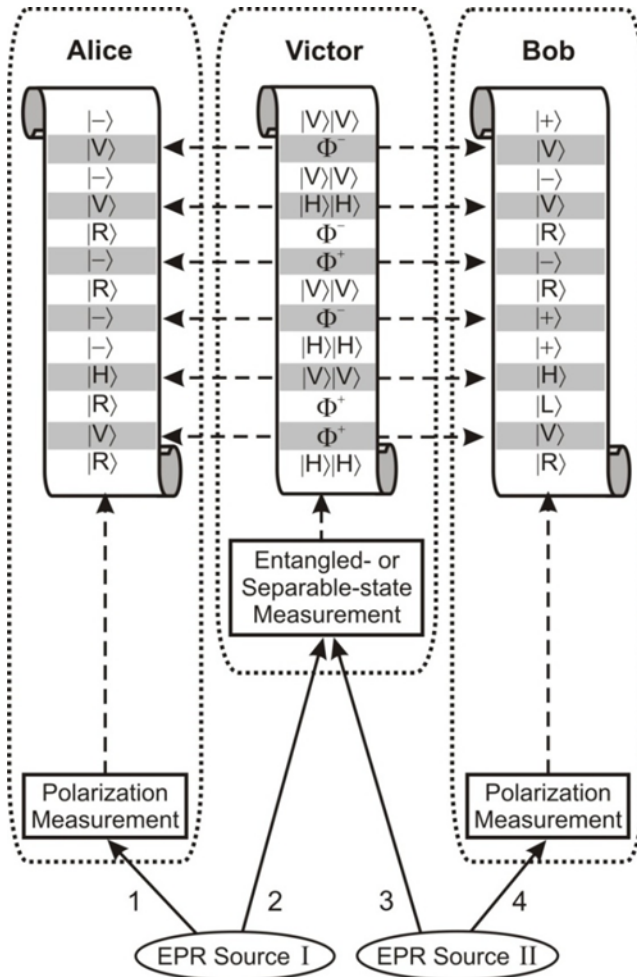 Alice
Victor
Bob
|−⟩
|V⟩
|−⟩
|V⟩
|R⟩
|−⟩
|R⟩
|−⟩
|−⟩
|H⟩
|R⟩
|V⟩
|R⟩
|V⟩|V⟩
Φ⁻
|V⟩|V⟩
|H⟩|H⟩
Φ⁻
Φ⁺
|V⟩|V⟩
Φ⁻
|H⟩|H⟩
|V⟩|V⟩
Φ⁺
Φ⁺
|H⟩|H⟩
|+⟩
|V⟩
|−⟩
|V⟩
|R⟩
|−⟩
|R⟩
|+⟩
|+⟩
|H⟩
|L⟩
|V⟩
|R⟩
Entangled- or
Separable-state
Measurement
Polarization
Measurement
Polarization
Measurement
1
2
3
4
EPR Source I
EPR Source II